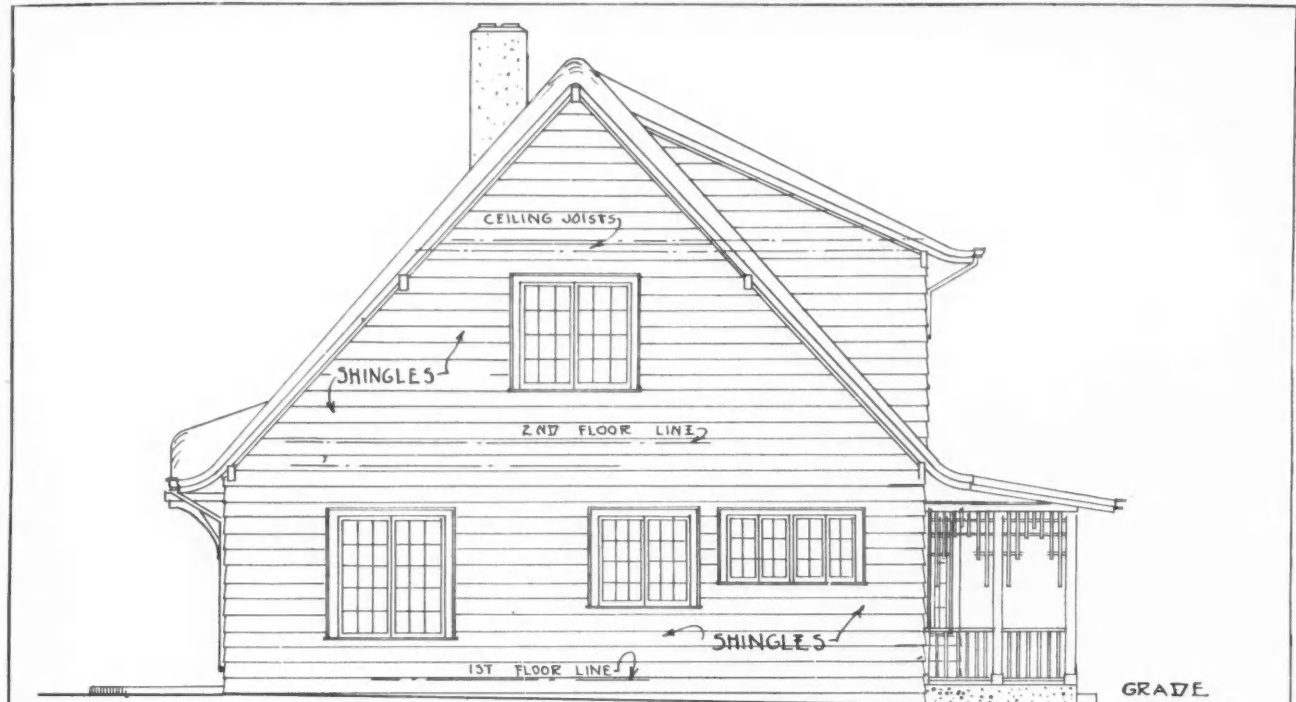 CEILING JOISTS
SHINGLES
2ND FLOOR LINE
SHINGLES
1ST FLOOR LINE
GRADE